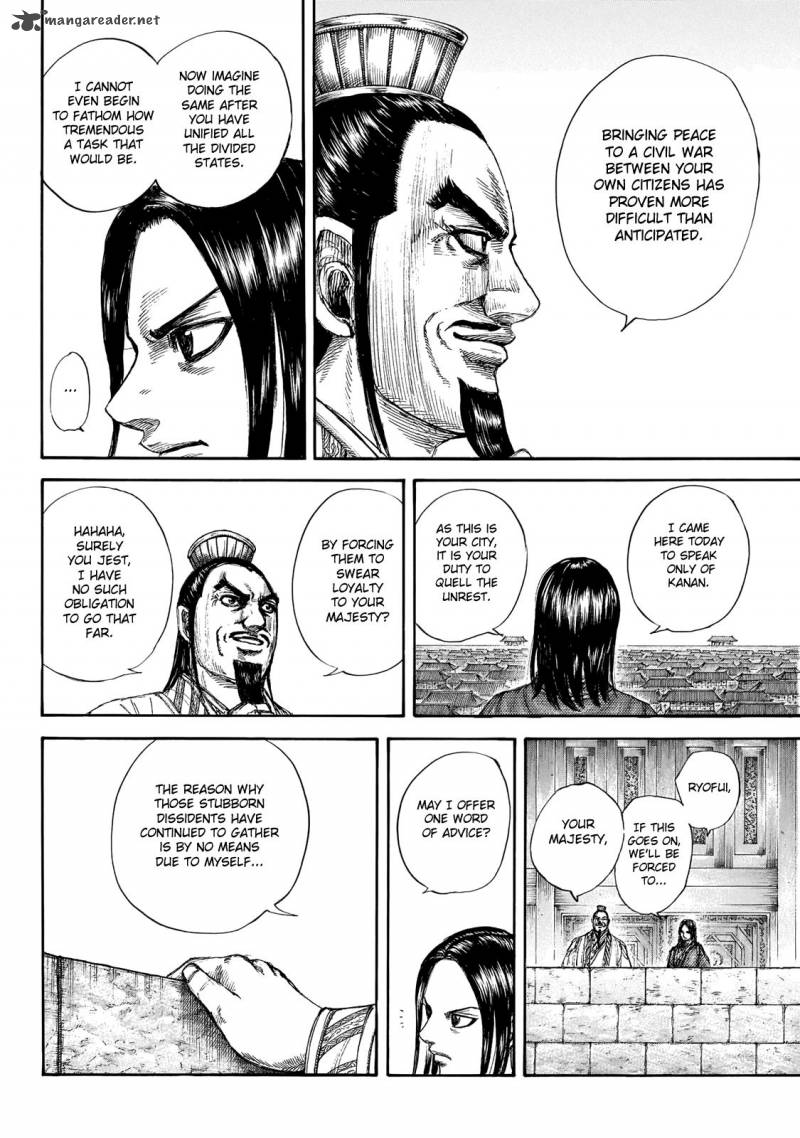 mangareader.net
BRINGING PEACE
TO A CIVIL WAR
BETWEEN YOUR
OWN CITIZENS HAS
PROVEN MORE
DIFFICULT THAN
ANTICIPATED.
NOW IMAGINE
DOING THE
SAME AFTER
YOU HAVE
UNIFIED ALL
THE DIVIDED
STATES.
I CANNOT
EVEN BEGIN
TO FATHOM HOW
TREMENDOUS
A TASK THAT
WOULD BE.
...
I CAME
HERE TODAY
TO SPEAK
ONLY OF
KANAN.
AS THIS IS
YOUR CITY,
IT IS YOUR
DUTY TO
QUELL THE
UNREST.
BY FORCING
THEM TO
SWEAR
LOYALTY
TO YOUR
MAJESTY?
HAHAHA,
SURELY
YOU JEST,
I HAVE
NO SUCH
OBLIGATION
TO GO THAT
FAR.
RYOFUI,
IF THIS
GOES ON,
WE'LL BE
FORCED
TO...
YOUR
MAJESTY,
MAY I OFFER
ONE WORD
OF ADVICE?
...
THE REASON WHY
THOSE STUBBORN
DISSIDENTS HAVE
CONTINUED TO GATHER
IS BY NO MEANS
DUE TO MYSELF...